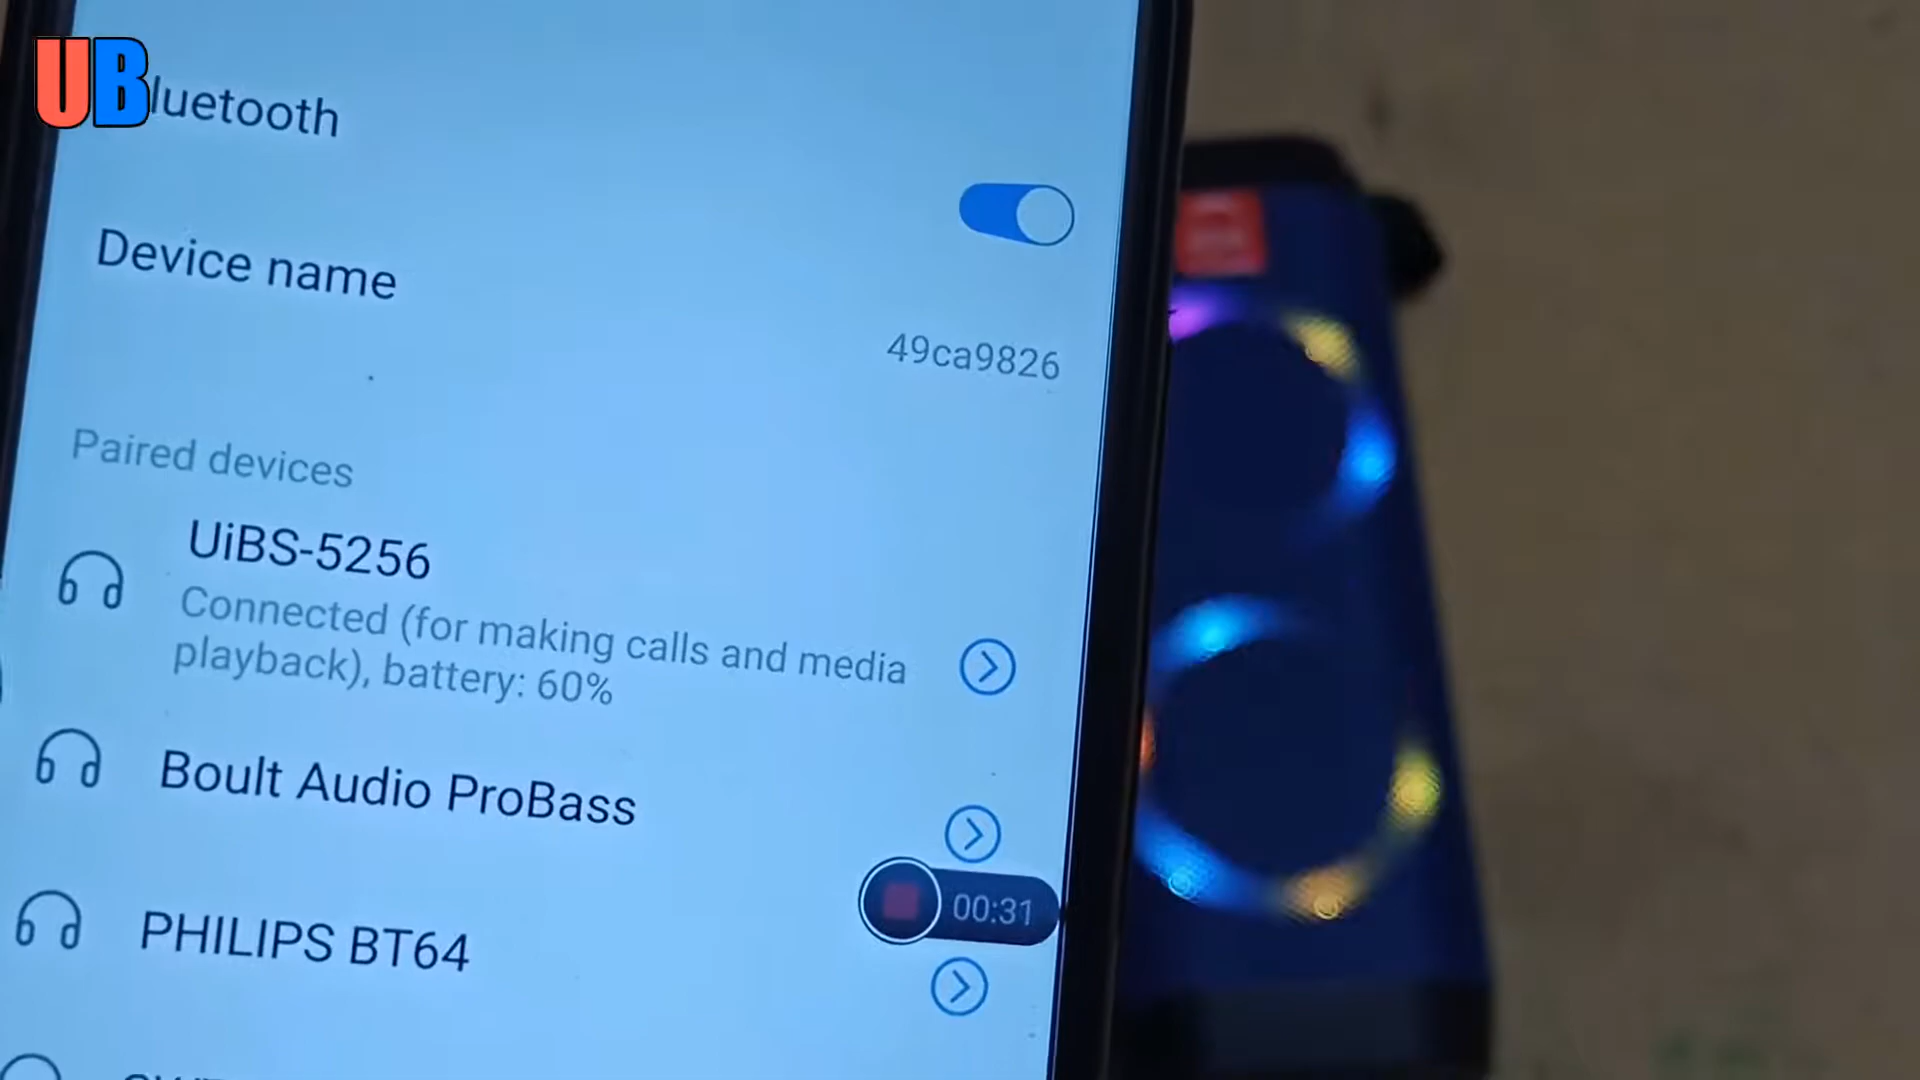 UB
luetooth
Device name
49ca9826
Paired devices
UiBS-5256
Connected (for making calls and media
playback), battery: 60%
Boult Audio ProBass
00:31
PHILIPS BT64